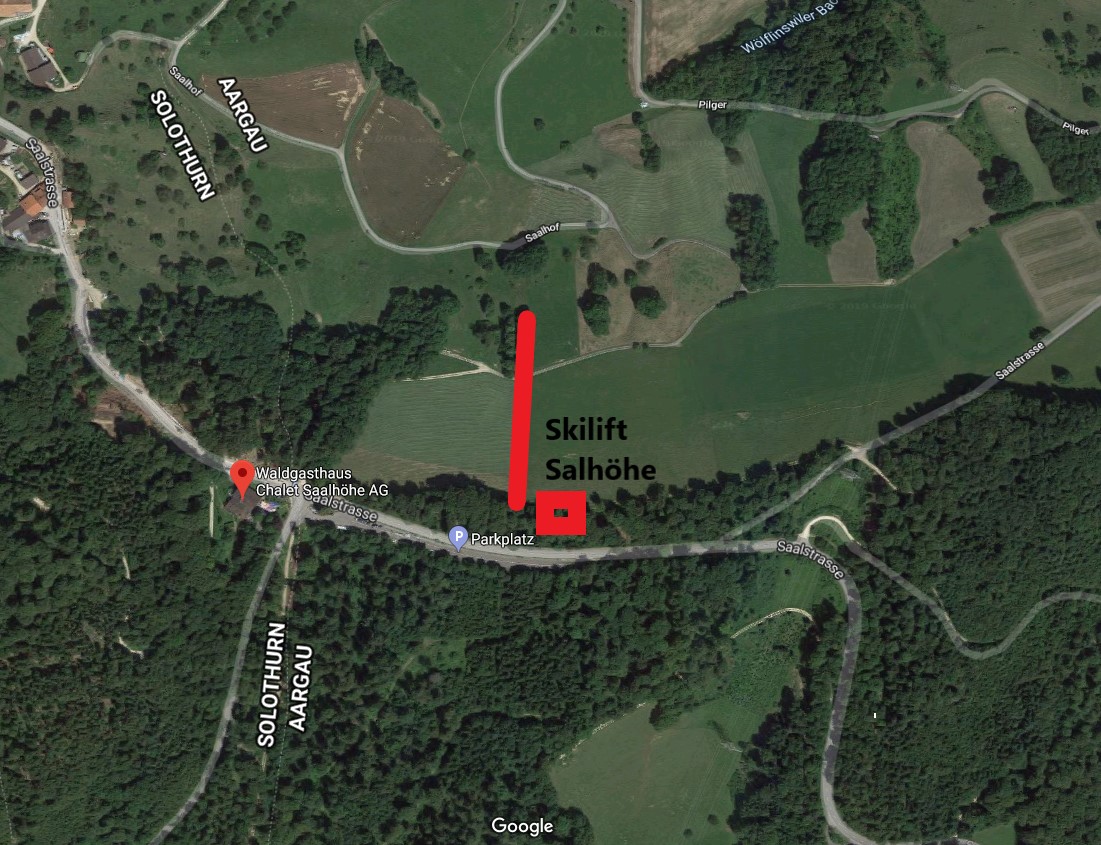 Wölflinswiler Bac
Saalhof
AARGAU
SOLOTHURN
Pilger
Pilger
Saalstrasse
Saalhof
Saalstrasse
Skilift
Salhöhe
Waldgasthaus
Chalet Saalhöhe AG
Saalstrasse
P Parkplatz
Saalstrasse
SOLOTHURN
AARGAU
Google